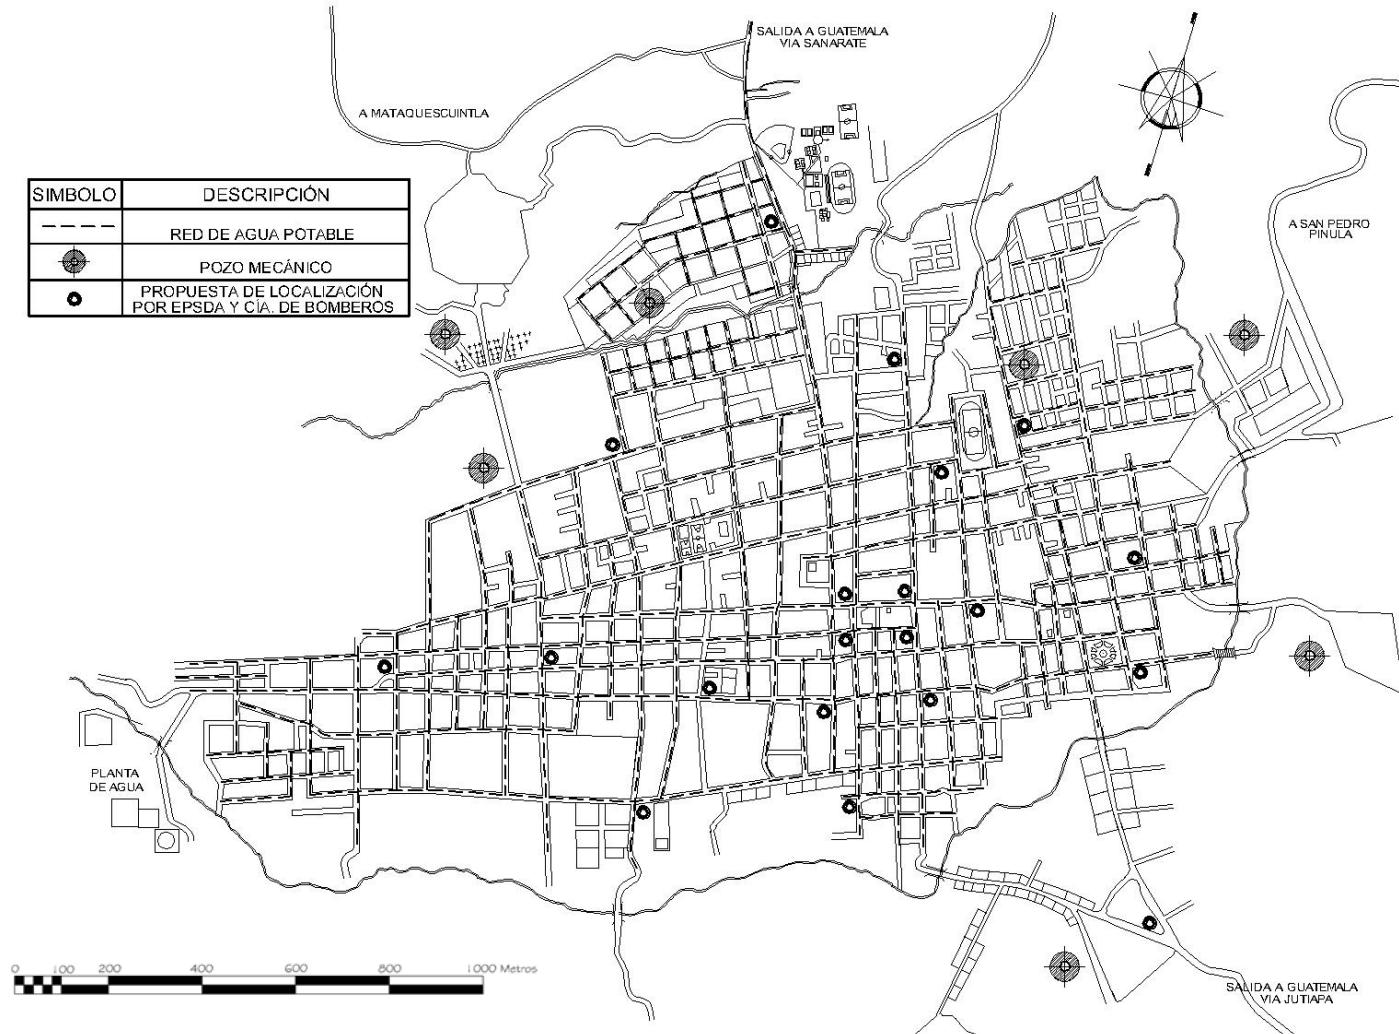 SALIDA A GUATEMALA
VIA SANARATE
A MATAQUESCUINTLA
SIMBOLO
DESCRIPCIÓN
RED DE AGUA POTABLE
POZO MECÁNICO
PROPUESTA DE LOCALIZACIÓN
POR EPSDA Y CÍA. DE BOMBEROS
A SAN PEDRO
PINULA
PLANTA
DE AGUA
0 100 200 400 600 800 1000 Metros
SALIDA A GUATEMALA
VIA JUTIAPA